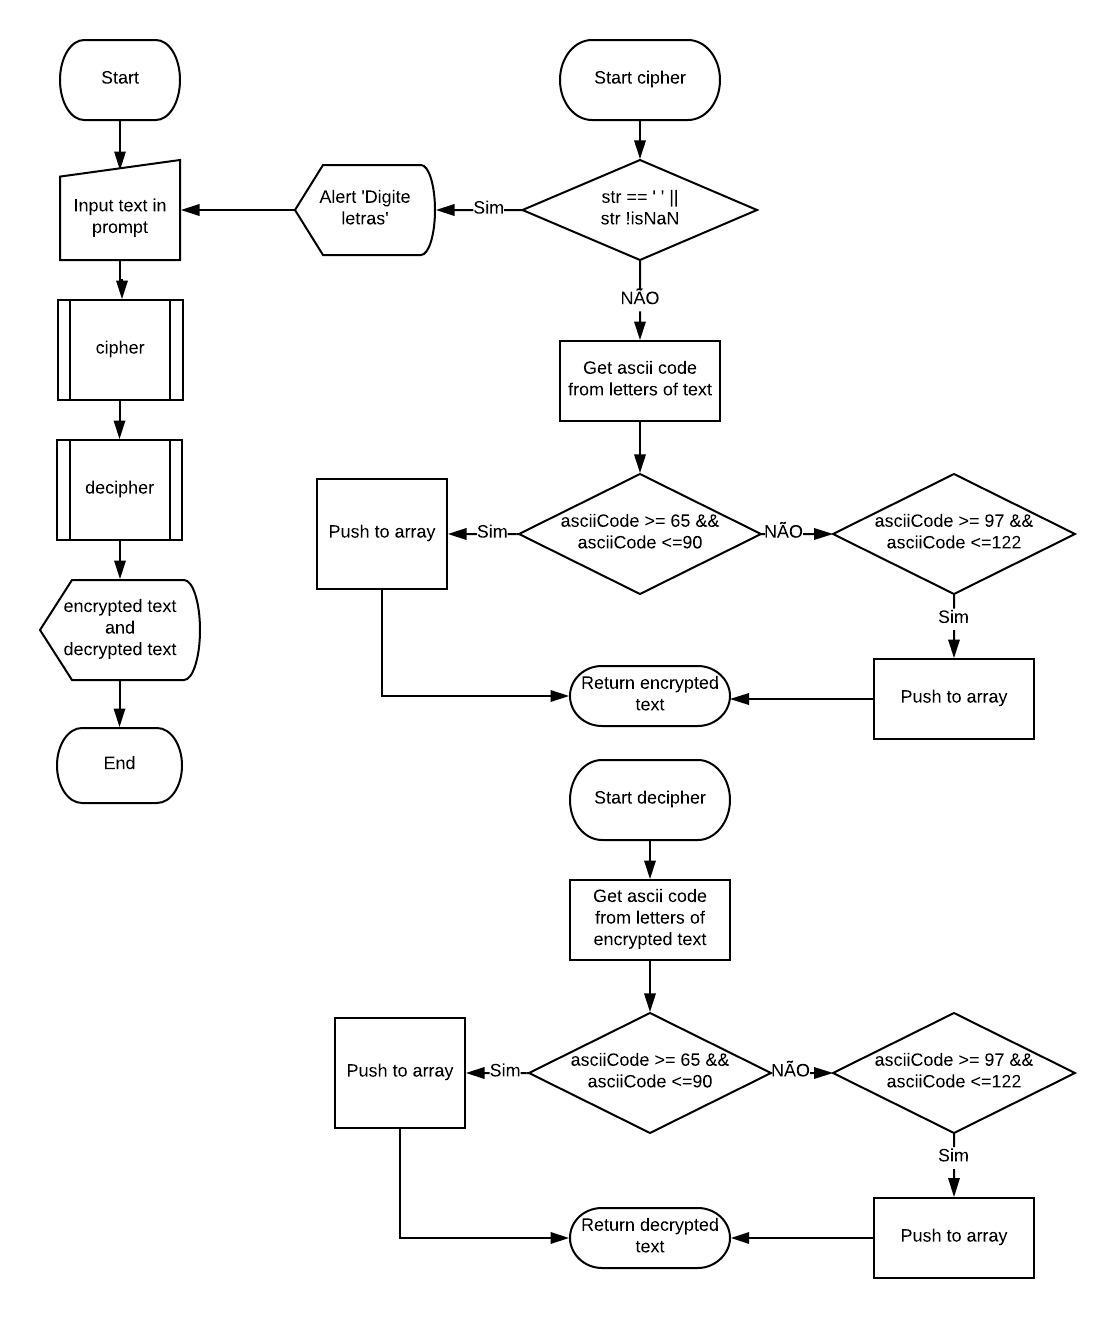 Start
Input text in
prompt
cipher
decipher
encrypted text
and
decrypted text
End
Start cipher
str == ' ' ||
str !isNaN
Sim
Alert 'Digite
letras'
NÃO
Get ascii code
from letters of text
asciiCode >= 65 &&
asciiCode <=90
Sim
Push to array
NÃO
asciiCode >= 97 &&
asciiCode <=122
Sim
Push to array
Return encrypted
text
Start decipher
Get ascii code
from letters of
encrypted text
asciiCode >= 65 &&
asciiCode <=90
Sim
Push to array
NÃO
asciiCode >= 97 &&
asciiCode <=122
Sim
Push to array
Return decrypted
text